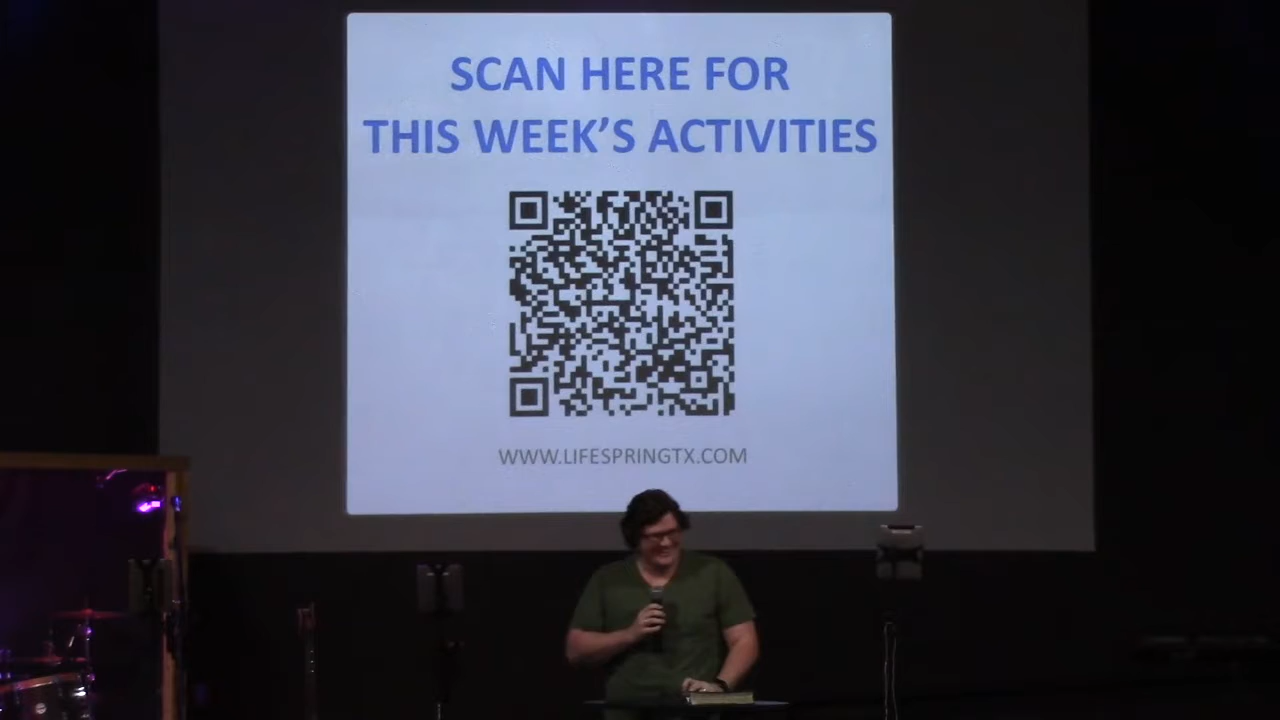 SCAN HERE FOR
THIS WEEK’S ACTIVITIES
WWW.LIFESPRINGTX.COM